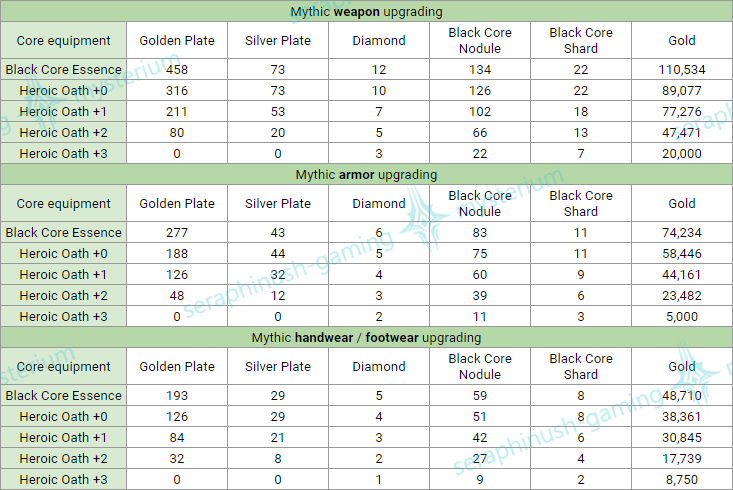 Mythic weapon upgrading
Core equipment Golden Plate Silver Plate Diamond Black Core Nodule Black Core Shard Gold
Black Core Essence 458 73 12 134 22 110,534
Heroic Oath +0 316 73 10 126 22 89,077
Heroic Oath +1 211 53 7 102 18 77,276
Heroic Oath +2 80 20 5 66 13 47,471
Heroic Oath +3 0 0 3 22 7 20,000
Mythic armor upgrading
Core equipment Golden Plate Silver Plate Diamond Black Core Nodule Black Core Shard Gold
Black Core Essence 277 43 6 83 11 74,234
Heroic Oath +0 188 44 5 75 11 58,446
Heroic Oath +1 126 32 4 60 9 44,161
Heroic Oath +2 48 12 3 39 6 23,482
Heroic Oath +3 0 0 2 11 3 5,000
Mythic handwear / footwear upgrading
Core equipment Golden Plate Silver Plate Diamond Black Core Nodule Black Core Shard Gold
Black Core Essence 193 29 5 59 8 48,710
Heroic Oath +0 126 29 4 51 8 38,361
Heroic Oath +1 84 21 3 42 6 30,845
Heroic Oath +2 32 8 2 27 4 17,739
Heroic Oath +3 0 0 1 9 2 8,750
mysterium
seraphinush-gaming
mysterium
mysterium
seraphinush-gaming